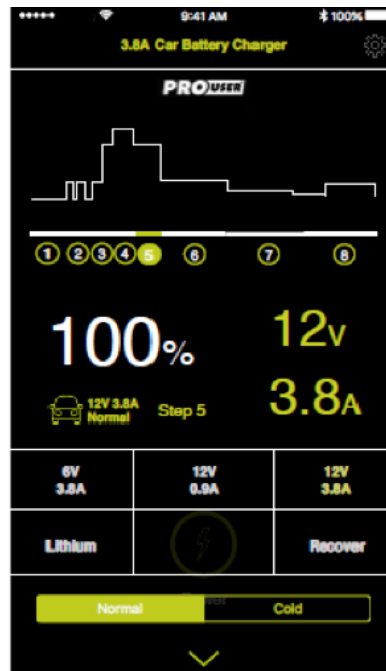 9:41 AM
100%
3.8A Car Battery Charger
PROUSER
1 2 3 4 5 6 7 8
100%
12V
3.8A
12V 3.8A
Normal
Step 5
6V
3.8A
12V
0.9A
12V
3.8A
Lithium
Recover
Normal
Cold